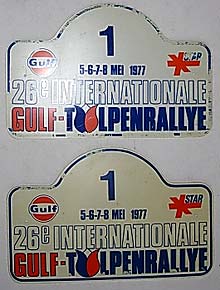 1
Gulf
5-6-7-8 MEI 1977
STAR
26e INTERNATIONALE
GULF-TULPENRALLYE
1
Gulf
5-6-7-8 MEI 1977
STAR
26e INTERNATIONALE
GULF-TULPENRALLYE